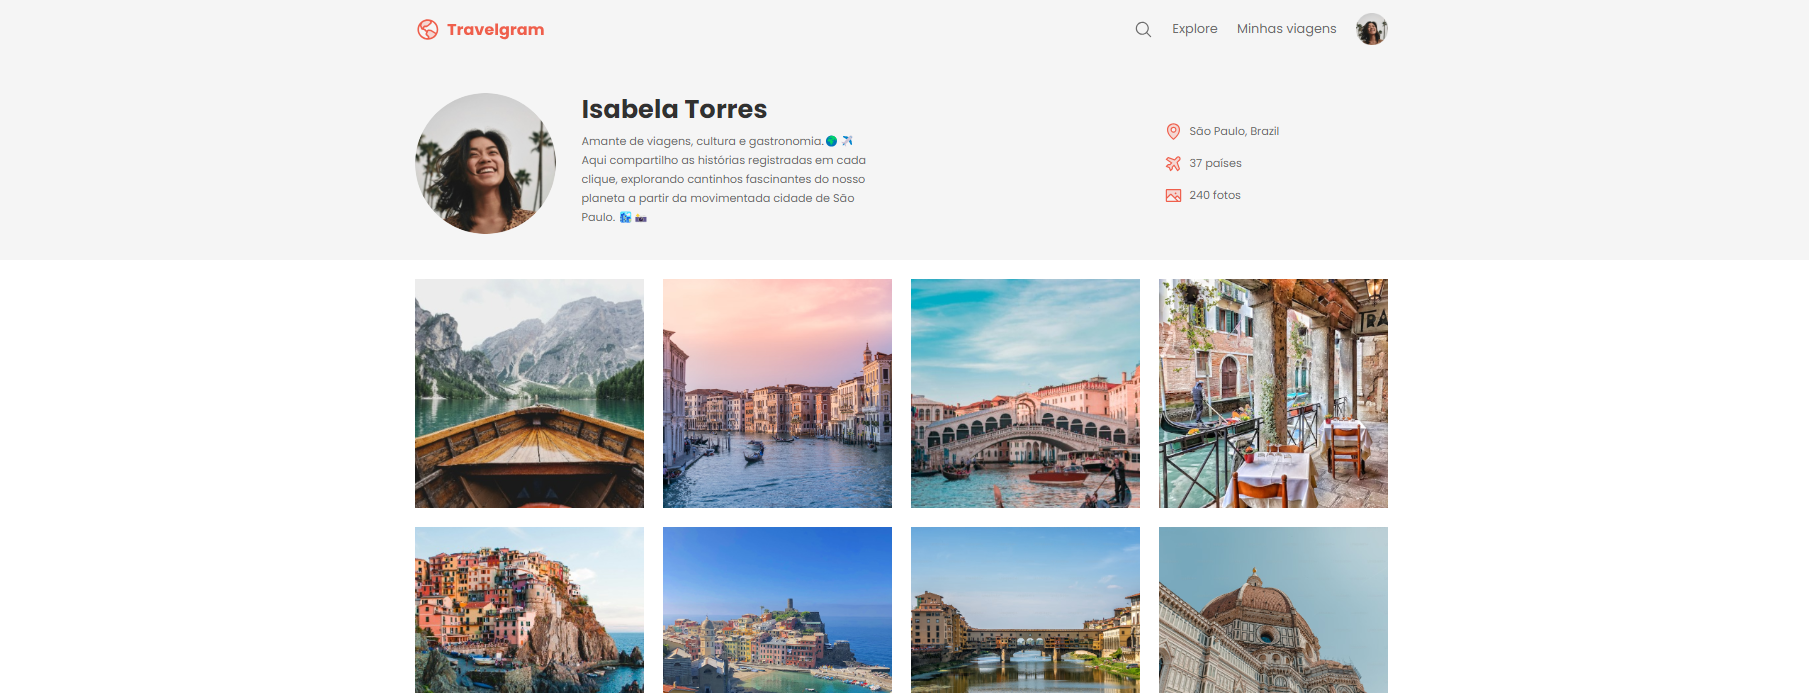 Travelgram
Explore
Minhas viagens
Isabela Torres
Amante de viagens, cultura e gastronomia.🌍 ✈️
Aqui compartilho as histórias registradas em cada
clique, explorando cantinhos fascinantes do nosso
planeta a partir da movimentada cidade de São
Paulo. 🏞️ 📸
São Paulo, Brazil
37 países
240 fotos